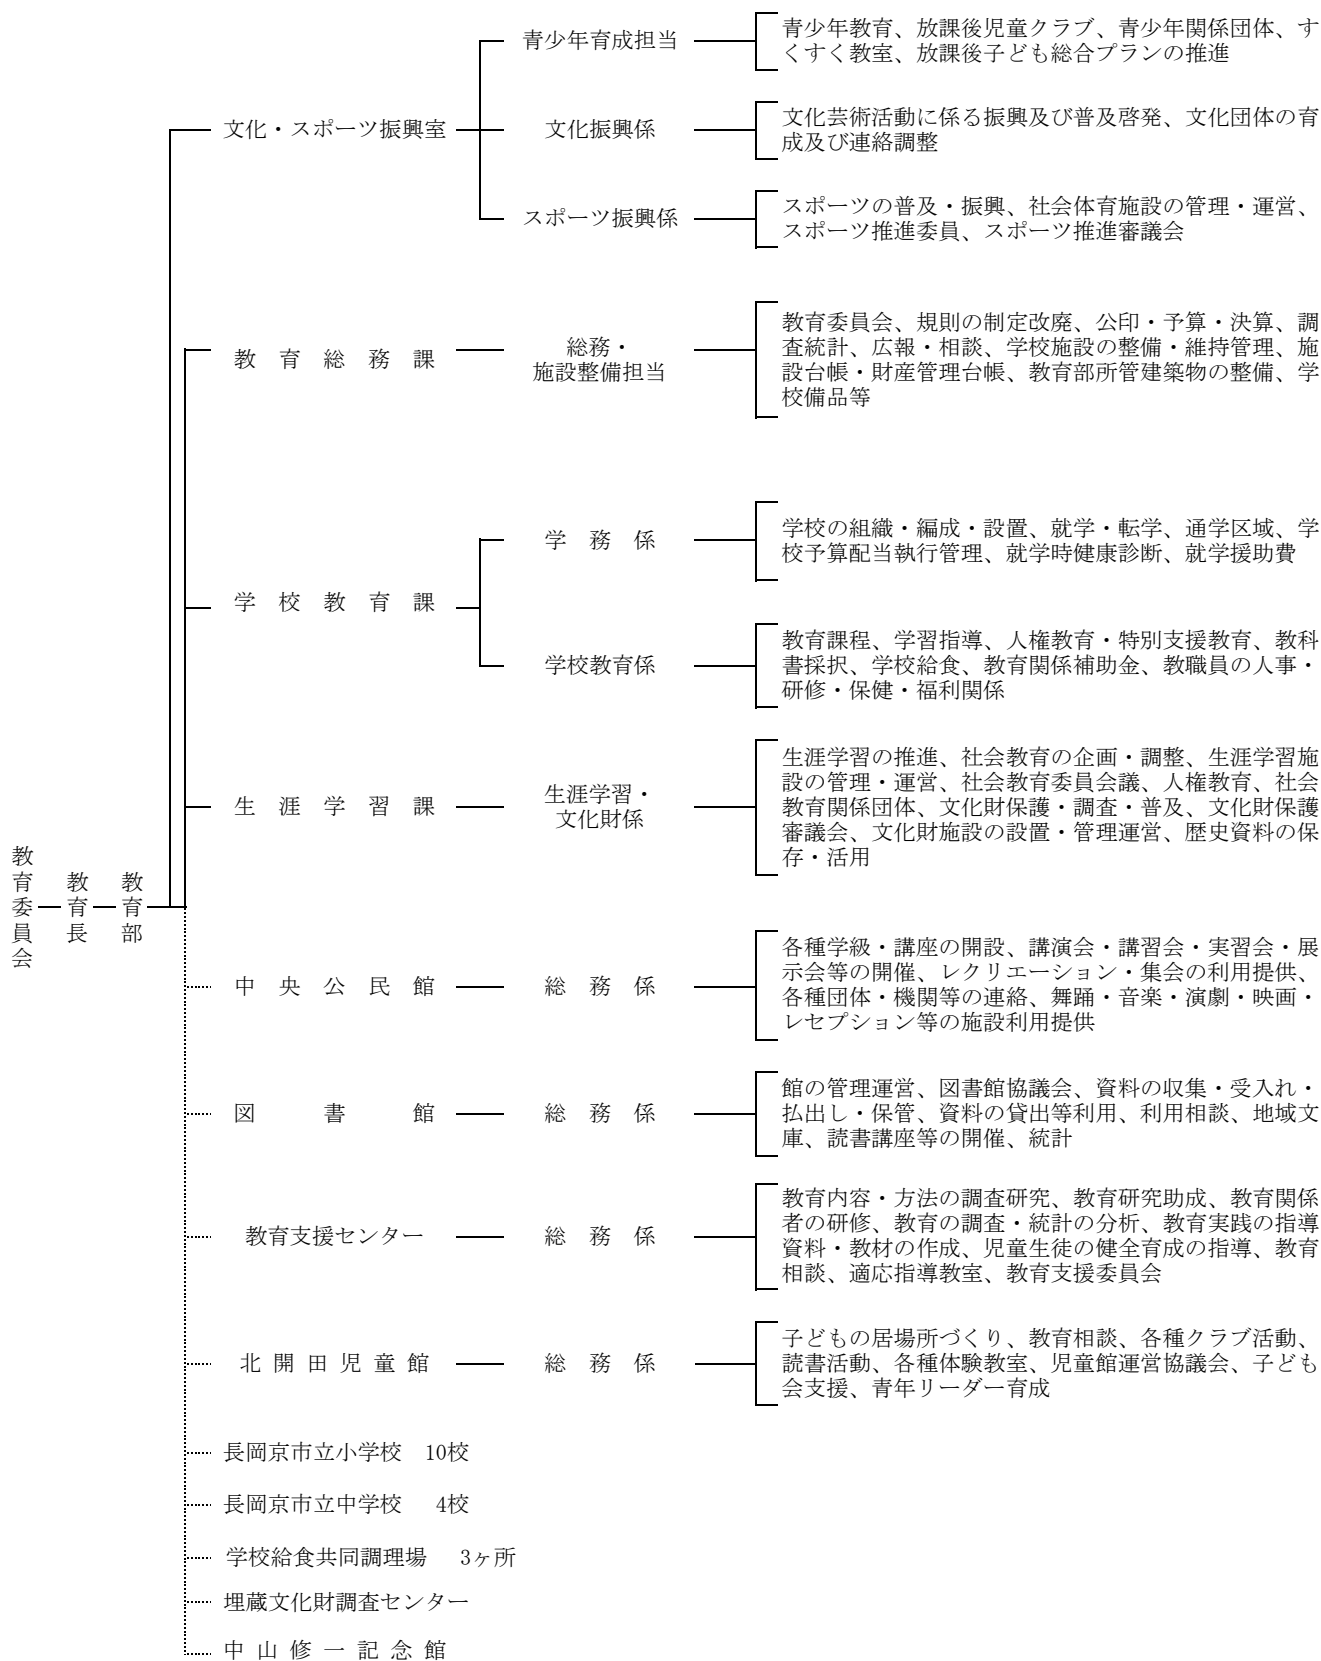 教育委員会
教育長
教育部
文化・スポーツ振興室
青少年育成担当
青少年教育、放課後児童クラブ、青少年関係団体、す
くすく教室、放課後子ども総合プランの推進
文化振興係
文化芸術活動に係る振興及び普及啓発、文化団体の育
成及び連絡調整
スポーツ振興係
スポーツの普及・振興、社会体育施設の管理・運営、
スポーツ推進委員、スポーツ推進審議会
教育総務課
総務・
施設整備担当
教育委員会、規則の制定改廃、公印・予算・決算、調
査統計、広報・相談、学校施設の整備・維持管理、施
設台帳・財産管理台帳、教育部所管建築物の整備、学
校備品等
学校教育課
学務係
学校の組織・編成・設置、就学・転学、通学区域、学
校予算配当執行管理、就学時健康診断、就学援助費
学校教育係
教育課程、学習指導、人権教育・特別支援教育、教科
書採択、学校給食、教育関係補助金、教職員の人事・
研修・保健・福利関係
生涯学習課
生涯学習・
文化財係
生涯学習の推進、社会教育の企画・調整、生涯学習施
設の管理・運営、社会教育委員会議、人権教育、社会
教育関係団体、文化財保護・調査・普及、文化財保護
審議会、文化財施設の設置・管理運営、歴史資料の保
存・活用
中央公民館
総務係
各種学級・講座の開設、講演会・講習会・実習会・展
示会等の開催、レクリエーション・集会の利用提供、
各種団体・機関等の連絡、舞踊・音楽・演劇・映画・
レセプション等の施設利用提供
図書館
総務係
館の管理運営、図書館協議会、資料の収集・受入れ・
払出し・保管、資料の貸出等利用、利用相談、地域文
庫、読書講座等の開催、統計
教育支援センター
総務係
教育内容・方法の調査研究、教育研究助成、教育関係
者の研修、教育の調査・統計の分析、教育実践の指導
資料・教材の作成、児童生徒の健全育成の指導、教育
相談、適応指導教室、教育支援委員会
北開田児童館
総務係
子どもの居場所づくり、教育相談、各種クラブ活動、
読書活動、各種体験教室、児童館運営協議会、子ども
会支援、青年リーダー育成
長岡京市立小学校 10校
長岡京市立中学校 4校
学校給食共同調理場 3ヶ所
埋蔵文化財調査センター
中山修一記念館